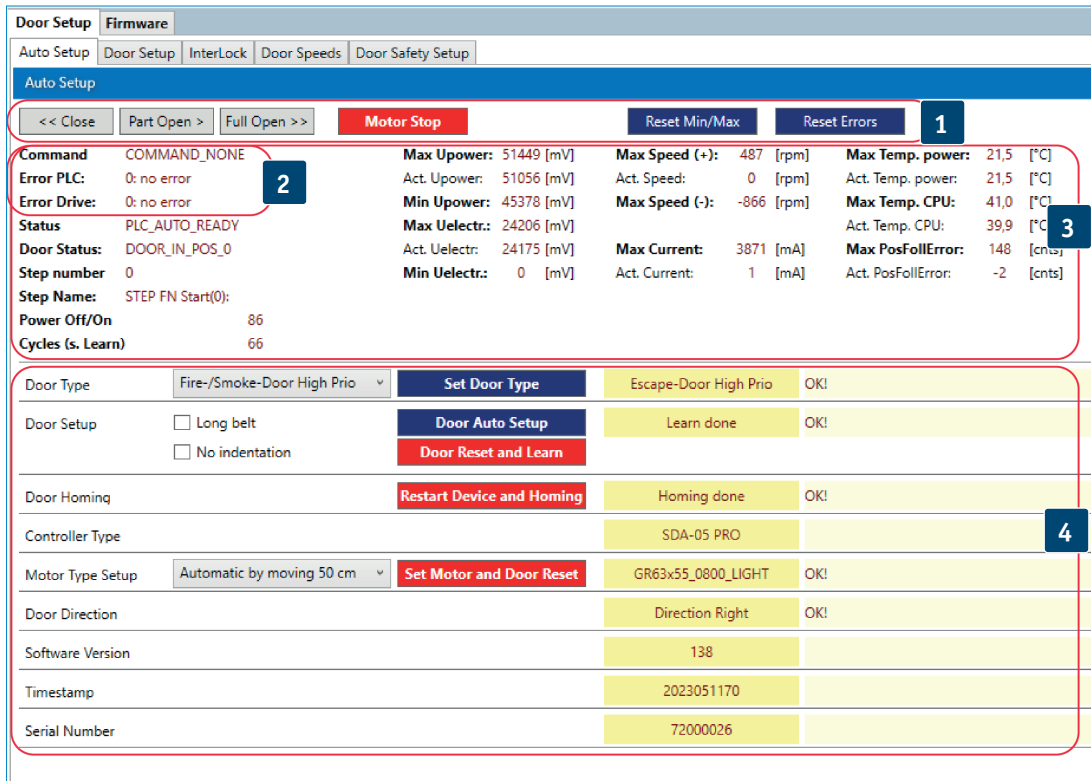 Door Setup Firmware
Auto Setup Door Setup InterLock Door Speeds Door Safety Setup
Auto Setup
<< Close Part Open > Full Open >> Motor Stop Reset Min/Max Reset Errors 1
Command COMMAND_NONE Max Upower: 51449 [mV] Max Speed (+): 487 [rpm] Max Temp. power: 21,5 [°C]
Error PLC: 0: no error 2 Act. Upower: 51056 [mV] Act. Speed: 0 [rpm] Act. Temp. power: 21,5 [°C]
Error Drive: 0: no error Min Upower: 45378 [mV] Max Speed (-): -866 [rpm] Max Temp. CPU: 41,0 [°C]
Status PLC_AUTO_READY Max Uelectr.: 24206 [mV] Act. Temp. CPU: 39,9 [°C 3
Door Status: DOOR_IN_POS_0 Act. Uelectr: 24175 [mV] Max Current: 3871 [mA] Max PosFollError: 148 [cnts]
Step number 0 Min Uelectr.: 0 [mV] Act. Current: 1 [mA] Act. PosFollError: -2 [cnts]
Step Name: STEP FN Start(0):
Power Off/On 86
Cycles (s. Learn) 66
Door Type Fire-/Smoke-Door High Prio Set Door Type Escape-Door High Prio OK!
Door Setup Long belt Door Auto Setup Learn done OK!
No indentation Door Reset and Learn
Door Homing Restart Device and Homing Homing done OK!
Controller Type SDA-05 PRO 4
Motor Type Setup Automatic by moving 50 cm Set Motor and Door Reset GR63x55_0800_LIGHT OK!
Door Direction Direction Right OK!
Software Version 138
Timestamp 2023051170
Serial Number 72000026